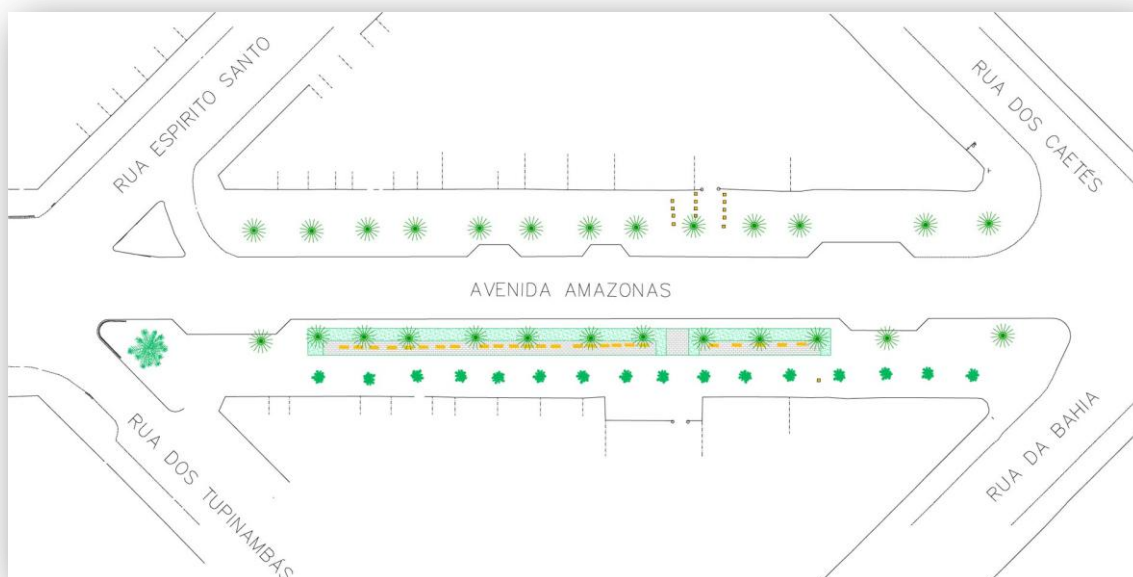 RUA ESPIRITO SANTO
RUA DOS CAETÉS
AVENIDA AMAZONAS
RUA DOS TUPINAMBÁS
RUA DA BAHIA